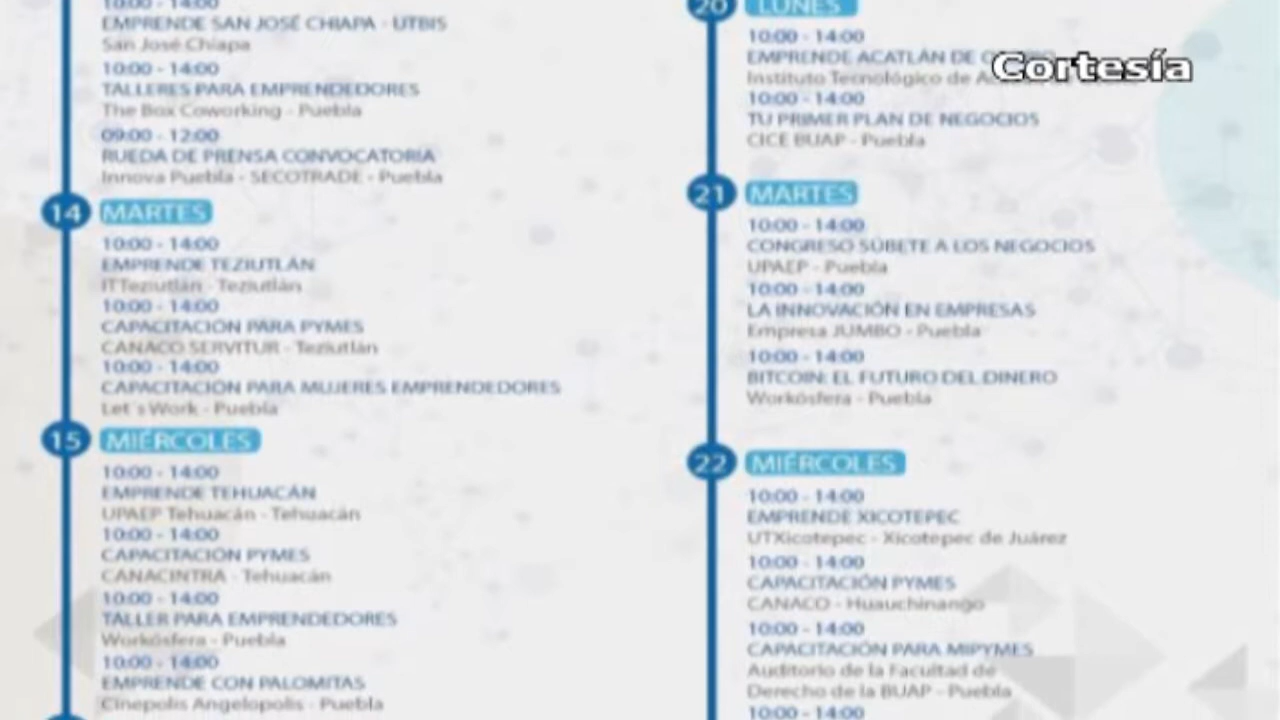 10:00 - 14:00
EMPRENDE SAN JOSÉ CHIAPA - UTBIS
San José Chiapa
10:00 - 14:00
TALLERES PARA EMPRENDEDORES
The Box Coworking - Puebla
09:00 - 12:00
RUEDA DE PRENSA CONVOCATORIA
Innova Puebla - SECOTRADE - Puebla
14 MARTES
10:00 - 14:00
EMPRENDE TEZIUTLÁN
ITTeziutlán - Teziutlán
10:00 - 14:00
CAPACITACIÓN PARA PYMES
CANACO SERVITUR - Teziutlán
10:00 - 14:00
CAPACITACIÓN PARA MUJERES EMPRENDEDORES
Let´s Work - Puebla
15 MIÉRCOLES
10:00 - 14:00
EMPRENDE TEHUACÁN
UPAEP Tehuacán - Tehuacán
10:00 - 14:00
CAPACITACIÓN PYMES
CANACINTRA - Tehuacán
10:00 - 14:00
TALLER PARA EMPRENDEDORES
Workósfera - Puebla
10:00 - 14:00
EMPRENDE CON PALOMITAS
Cinepolis Angelopolis - Puebla
20 LUNES
10:00 - 14:00
EMPRENDE ACATLÁN DE
Cortesía
Instituto Tecnológico de
10:00 - 14:00
TU PRIMER PLAN DE NEGOCIOS
CICE BUAP - Puebla
21 MARTES
10:00 - 14:00
CONGRESO SÚBETE A LOS NEGOCIOS
UPAEP - Puebla
10:00 - 14:00
LA INNOVACIÓN EN EMPRESAS
Empresa JUMBO - Puebla
10:00 - 14:00
BITCOIN: EL FUTURO DEL DINERO
Workósfera - Puebla
22 MIÉRCOLES
10:00 - 14:00
EMPRENDE XICOTEPEC
UTXicotepec - Xicotepec de Juárez
10:00 - 14:00
CAPACITACIÓN PYMES
CANACO - Huauchinango
10:00 - 14:00
CAPACITACIÓN PARA MIPYMES
Auditorio de la Facultad de
Derecho de la BUAP - Puebla
10:00 - 14:00